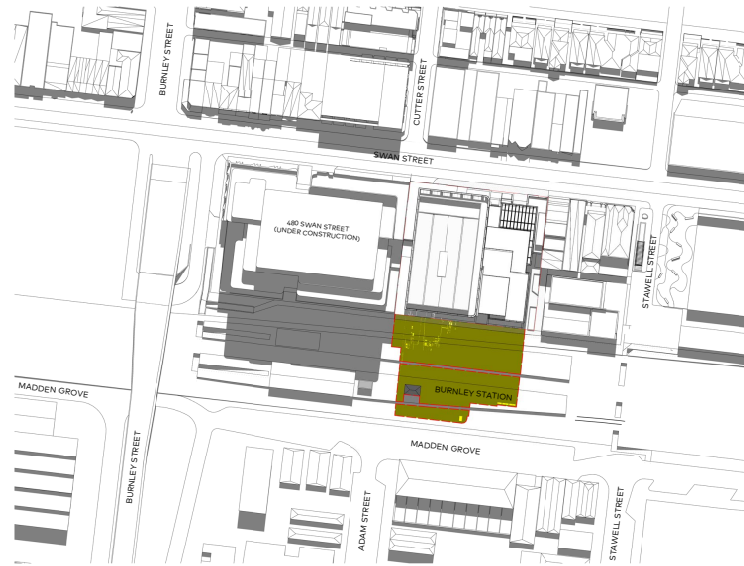 BURNLEY STREET
CUTTER STREET
SWAN STREET
480 SWAN STREET
(UNDER CONSTRUCTION)
STAWELL STREET
MADDEN GROVE
BURNLEY STATION
MADDEN GROVE
BURNLEY STREET
ADAM STREET
STAWELL STREET